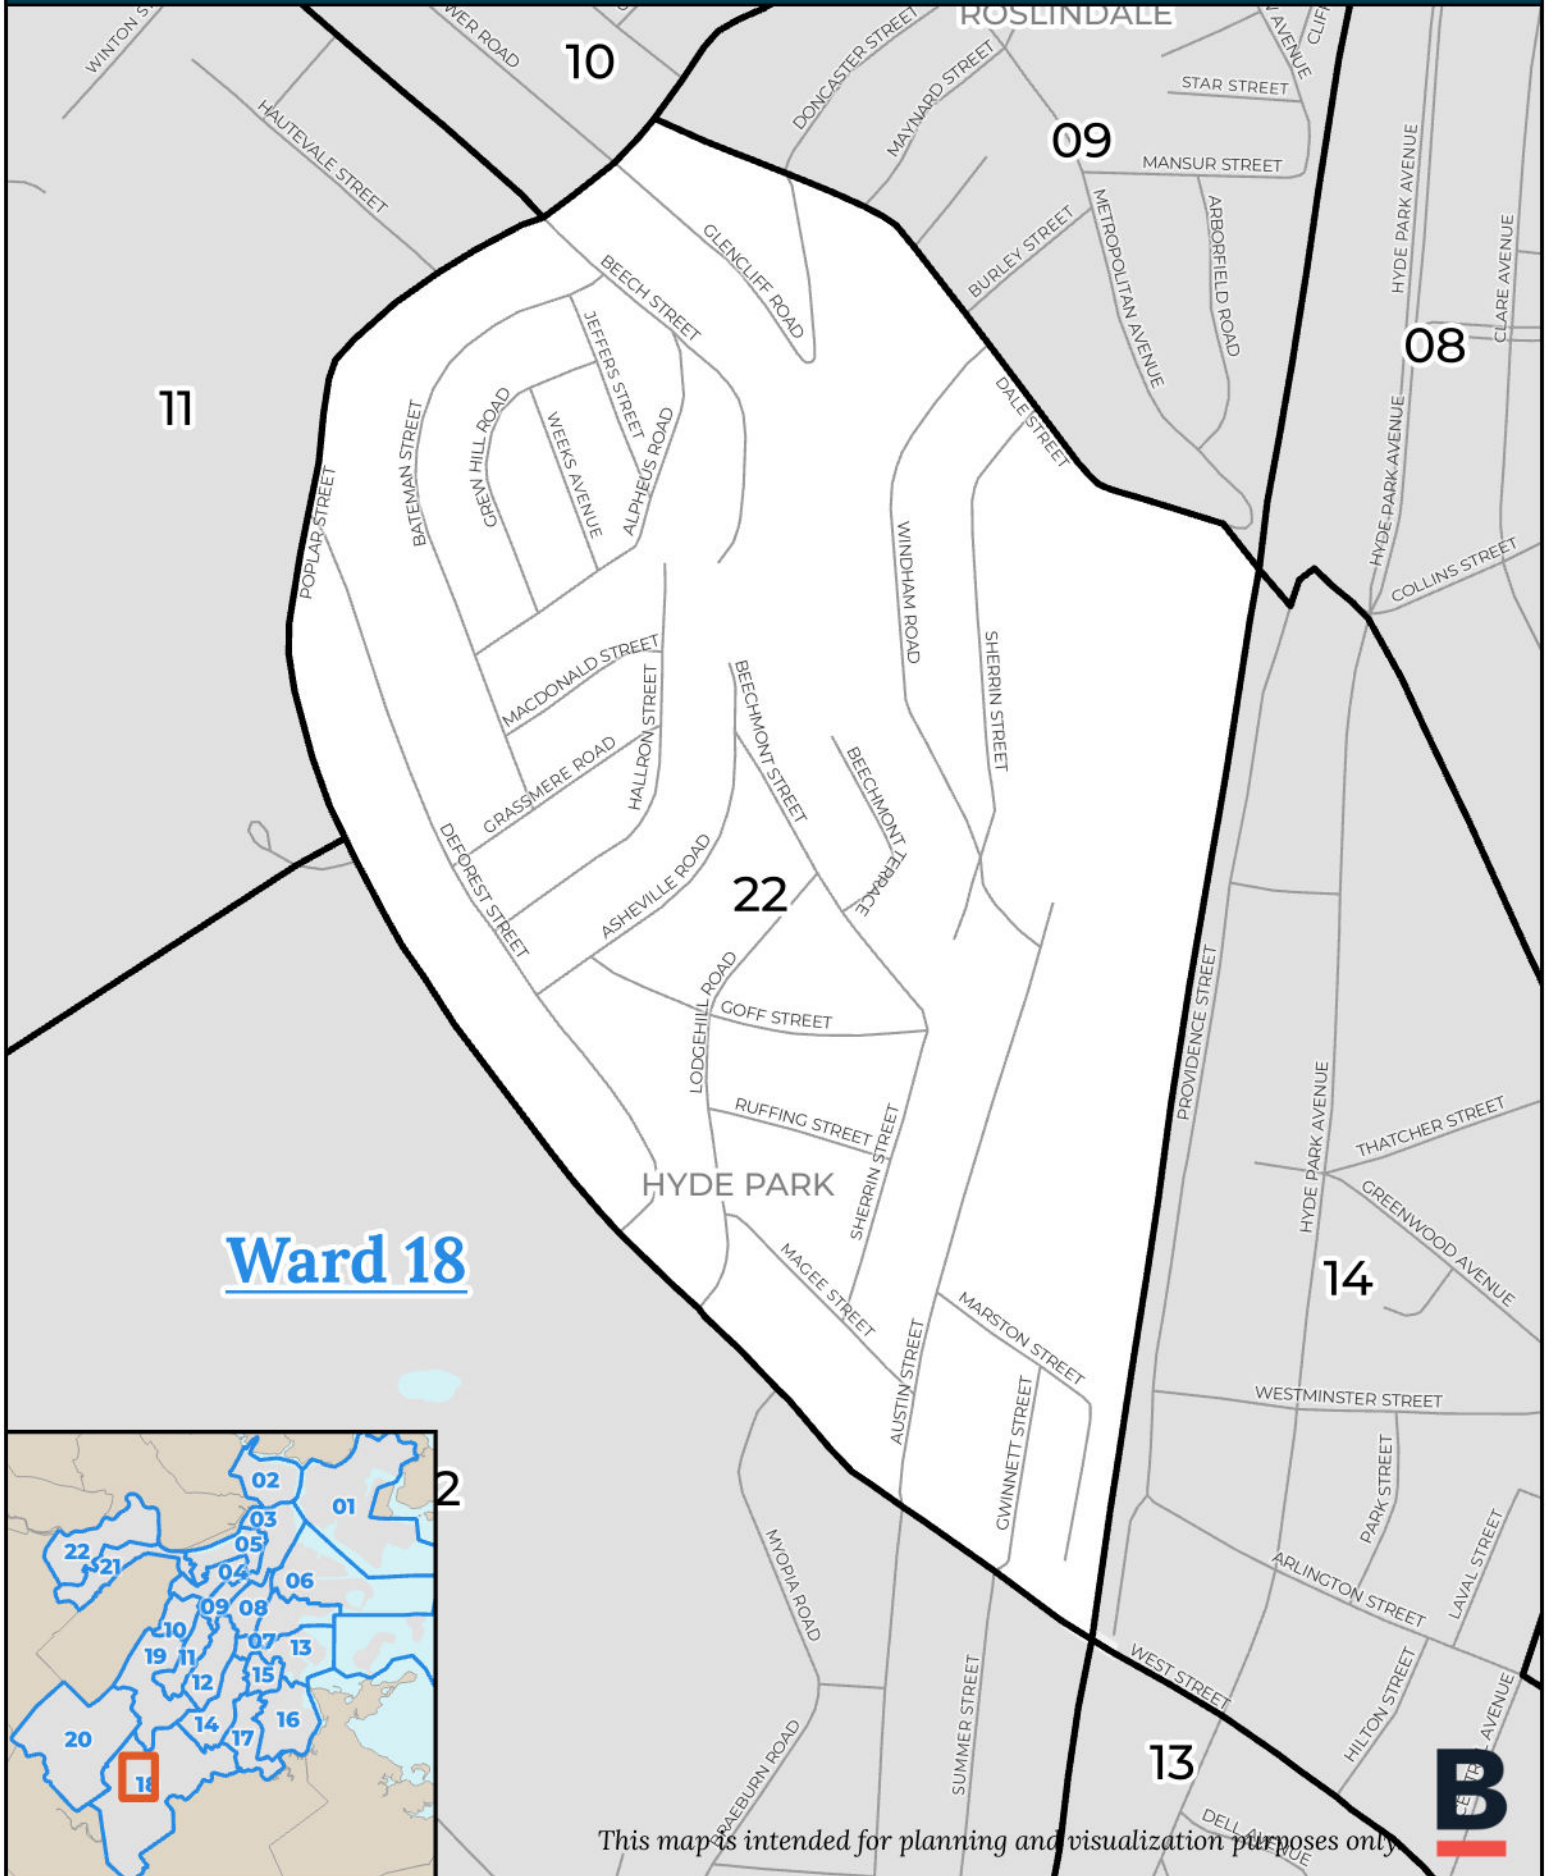 ROSLINDALE
10
DONCASTER STREET
MAYNARD STREET
STAR STREET
09
MANSUR STREET
HAUTEVALE STREET
HYDE PARK AVENUE
METROPOLITAN AVENUE
ARBORFIELD ROAD
BURLEY STREET
CLARE AVENUE
GLENCLIFF ROAD
BEECH STREET
08
JEFFERS STREET
11
DALE STREET
BATEMAN STREET
GREW HILL ROAD
WEEKS AVENUE
ALPHEUS ROAD
HYDE PARK AVENUE
POPLAR STREET
WINDHAM ROAD
COLLINS STREET
SHERRIN STREET
MACDONALD STREET
HALLRON STREET
BEECHMONT STREET
GRASSMERE ROAD
BEECHMONT TERRACE
DEFOREST STREET
ASHEVILLE ROAD
22
LODGEHILL ROAD
GOFF STREET
PROVIDENCE STREET
HYDE PARK AVENUE
RUFFING STREET
THATCHER STREET
SHERRIN STREET
HYDE PARK
GREENWOOD AVENUE
Ward 18
MAGEE STREET
14
MARSTON STREET
AUSTIN STREET
GWINNETT STREET
WESTMINSTER STREET
PARK STREET
2
MYOPIA ROAD
ARLINGTON STREET
LAVAL STREET
WEST STREET
SUMMER STREET
HILTON STREET
13
DELL AVENUE
This map is intended for planning and visualization purposes only.
B
02
01
03
05
22
21
04
06
09
08
10
07
13
19
11
12
15
14
16
17
20
18